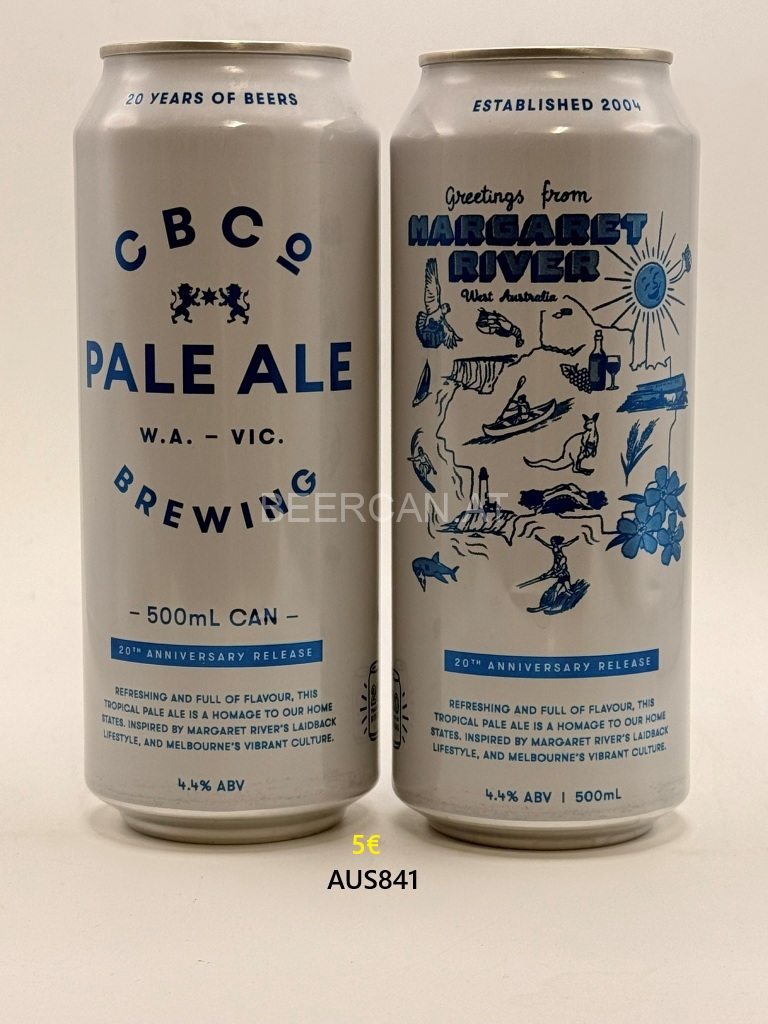 20 YEARS OF BEERS
CBCo
PALE ALE
W.A. – VIC.
BREWING
– 500mL CAN –
20TH ANNIVERSARY RELEASE
REFRESHING AND FULL OF FLAVOUR, THIS
TROPICAL PALE ALE IS A HOMAGE TO OUR HOME
STATES. INSPIRED BY MARGARET RIVER'S LAIDBACK
LIFESTYLE, AND MELBOURNE'S VIBRANT CULTURE.
4.4% ABV
ESTABLISHED 2004
Greetings from
MARGARET
RIVER
West Australia
20TH ANNIVERSARY RELEASE
REFRESHING AND FULL OF FLAVOUR, THIS
TROPICAL PALE ALE IS A HOMAGE TO OUR HOME
STATES. INSPIRED BY MARGARET RIVER'S LAIDBACK
LIFESTYLE, AND MELBOURNE'S VIBRANT CULTURE.
4.4% ABV | 500mL
BEERCAN AT
5€
AUS841